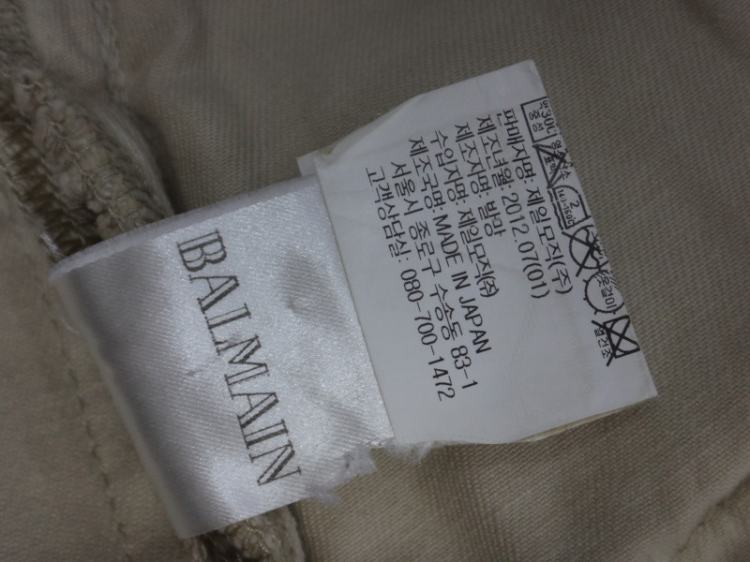 BALMAIN
30℃
중성
판매자명: 제일모직(주)
제조년월: 2012.07(01)
제조자명: 발망
수입자명: 제일모직㈜
제조국명: MADE IN JAPAN
서울시 종로구 수송동 83-1
고객상담실: 080-700-1472